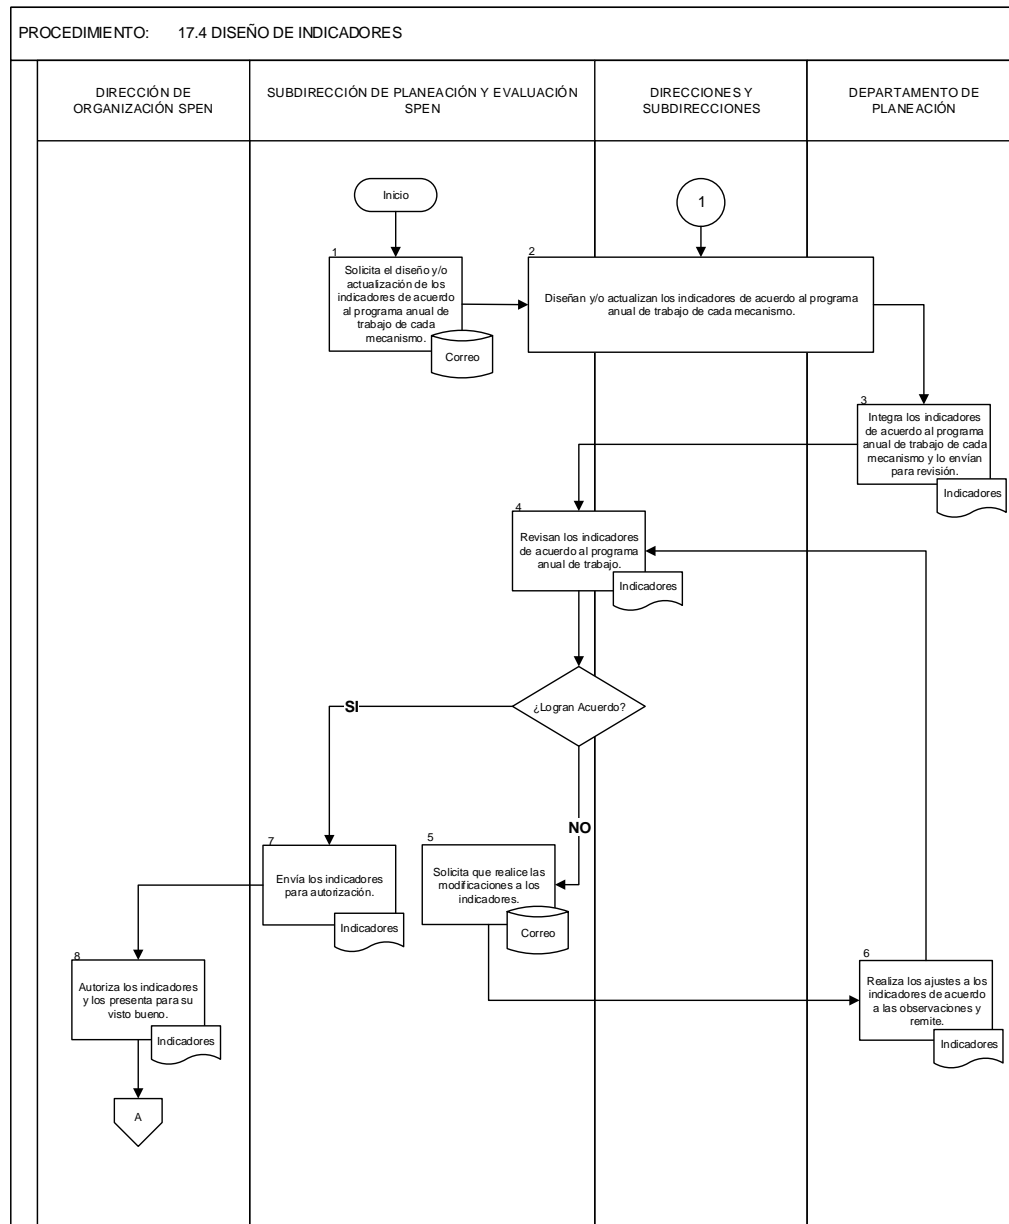 PROCEDIMIENTO: 17.4 DISEÑO DE INDICADORES
DIRECCIÓN DE
ORGANIZACIÓN SPEN
SUBDIRECCIÓN DE PLANEACIÓN Y EVALUACIÓN
SPEN
DIRECCIONES Y
SUBDIRECCIONES
DEPARTAMENTO DE
PLANEACIÓN
Inicio
1
1
Solicita el diseño y/o
actualización de los
indicadores de acuerdo
al programa anual de
trabajo de cada
mecanismo.
Correo
2
Diseñan y/o actualizan los indicadores de acuerdo al programa
anual de trabajo de cada mecanismo.
3
Integra los indicadores
de acuerdo al programa
anual de trabajo de cada
mecanismo y lo envían
para revisión.
Indicadores
4
Revisan los indicadores
de acuerdo al programa
anual de trabajo.
Indicadores
¿Logran Acuerdo?
SI
NO
7
Envía los indicadores
para autorización.
Indicadores
5
Solicita que realice las
modificaciones a los
indicadores.
Correo
8
Autoriza los indicadores
y los presenta para su
visto bueno.
Indicadores
6
Realiza los ajustes a los
indicadores de acuerdo
a las observaciones y
remite.
Indicadores
A